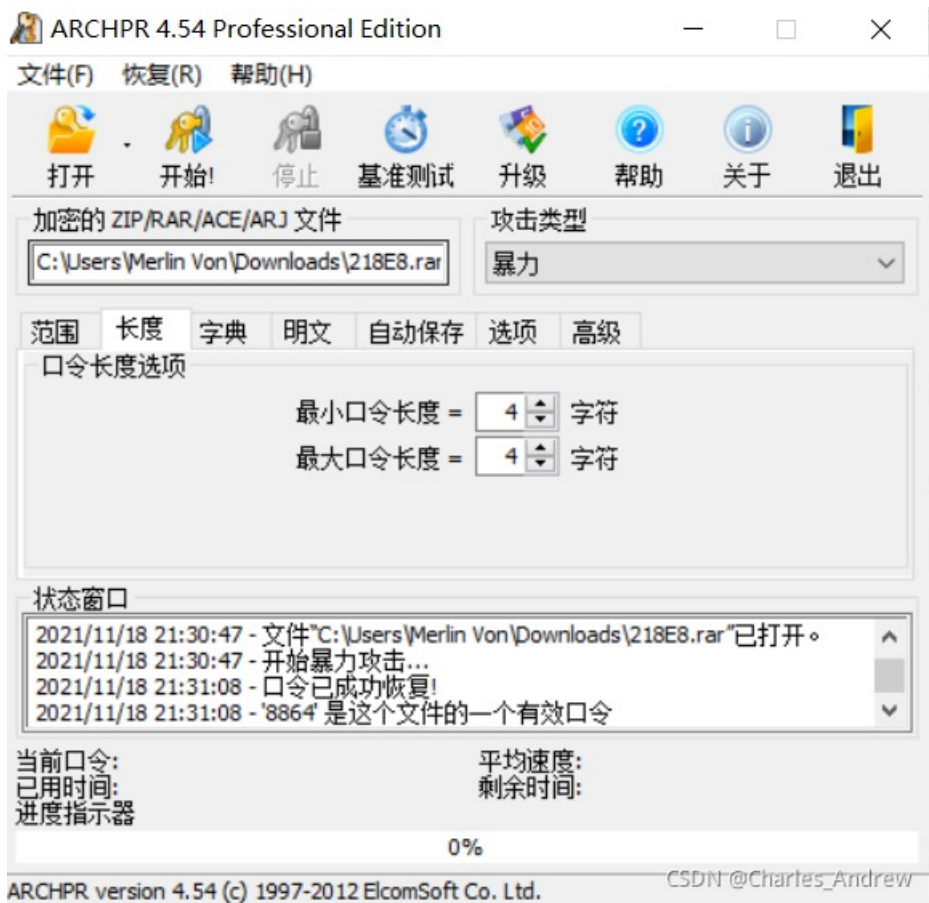 ARCHPR 4.54 Professional Edition
文件(F) 恢复(R) 帮助(H)
打开 开始! 停止 基准测试 升级 帮助 关于 退出
加密的 ZIP/RAR/ACE/ARJ 文件
攻击类型
C:\Users\Merlin Von\Downloads\218E8.rar
暴力
范围 长度 字典 明文 自动保存 选项 高级
口令长度选项
最小口令长度 = 4 字符
最大口令长度 = 4 字符
状态窗口
2021/11/18 21:30:47 - 文件"C:\Users\Merlin Von\Downloads\218E8.rar"已打开。
2021/11/18 21:30:47 - 开始暴力攻击...
2021/11/18 21:31:08 - 口令已成功恢复!
2021/11/18 21:31:08 - '8864' 是这个文件的一个有效口令
当前口令: 平均速度:
已用时间: 剩余时间:
进度指示器
0%
ARCHPR version 4.54 (c) 1997-2012 ElcomSoft Co. Ltd.
CSDN @Charles_Andrew